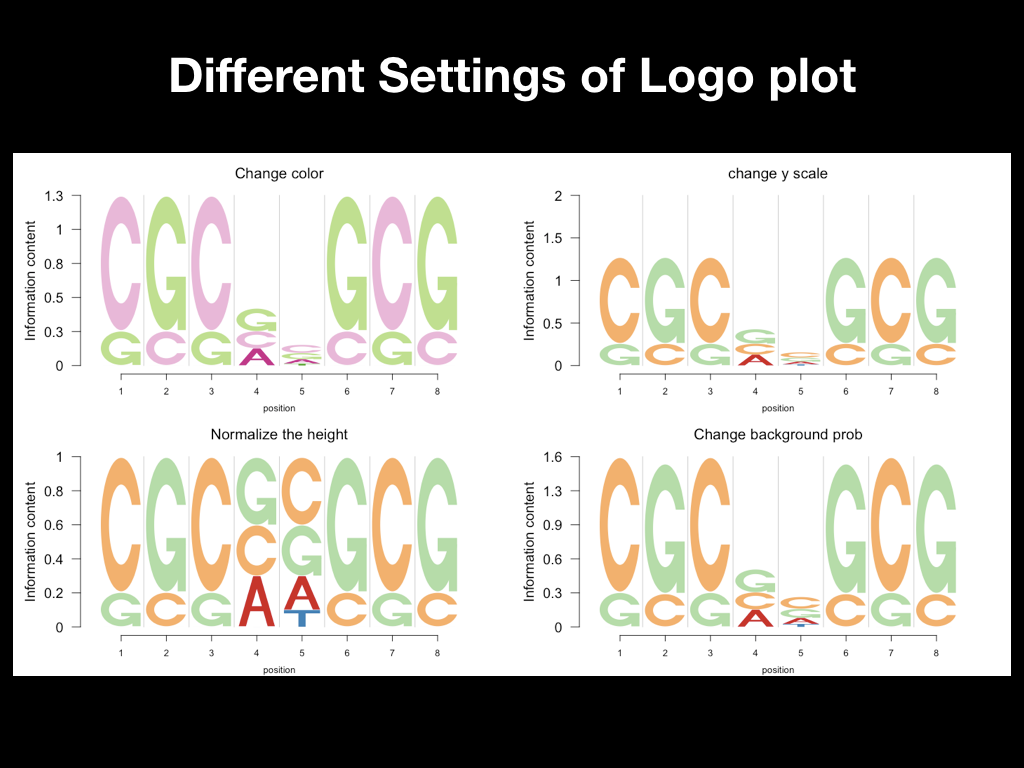 Different Settings of Logo plot
Change color
Information content
1.3
1
0.8
0.5
0.3
0
C G C G G C G
C
G C G A C C G C
G
A
T
1 2 3 4 5 6 7 8
position
change y scale
Information content
2
1.5
1
0.5
0
C G C G G C G
C
G C G A C C G C
G
A
T
1 2 3 4 5 6 7 8
position
Normalize the height
Information content
1
0.8
0.6
0.4
0.2
0
C G C G C G C G
C G
A A
G C G T C G C
1 2 3 4 5 6 7 8
position
Change background prob
Information content
1.6
1.3
0.9
0.6
0.3
0
C G C G G C G
C C
G C G A G C G C
A
T
1 2 3 4 5 6 7 8
position